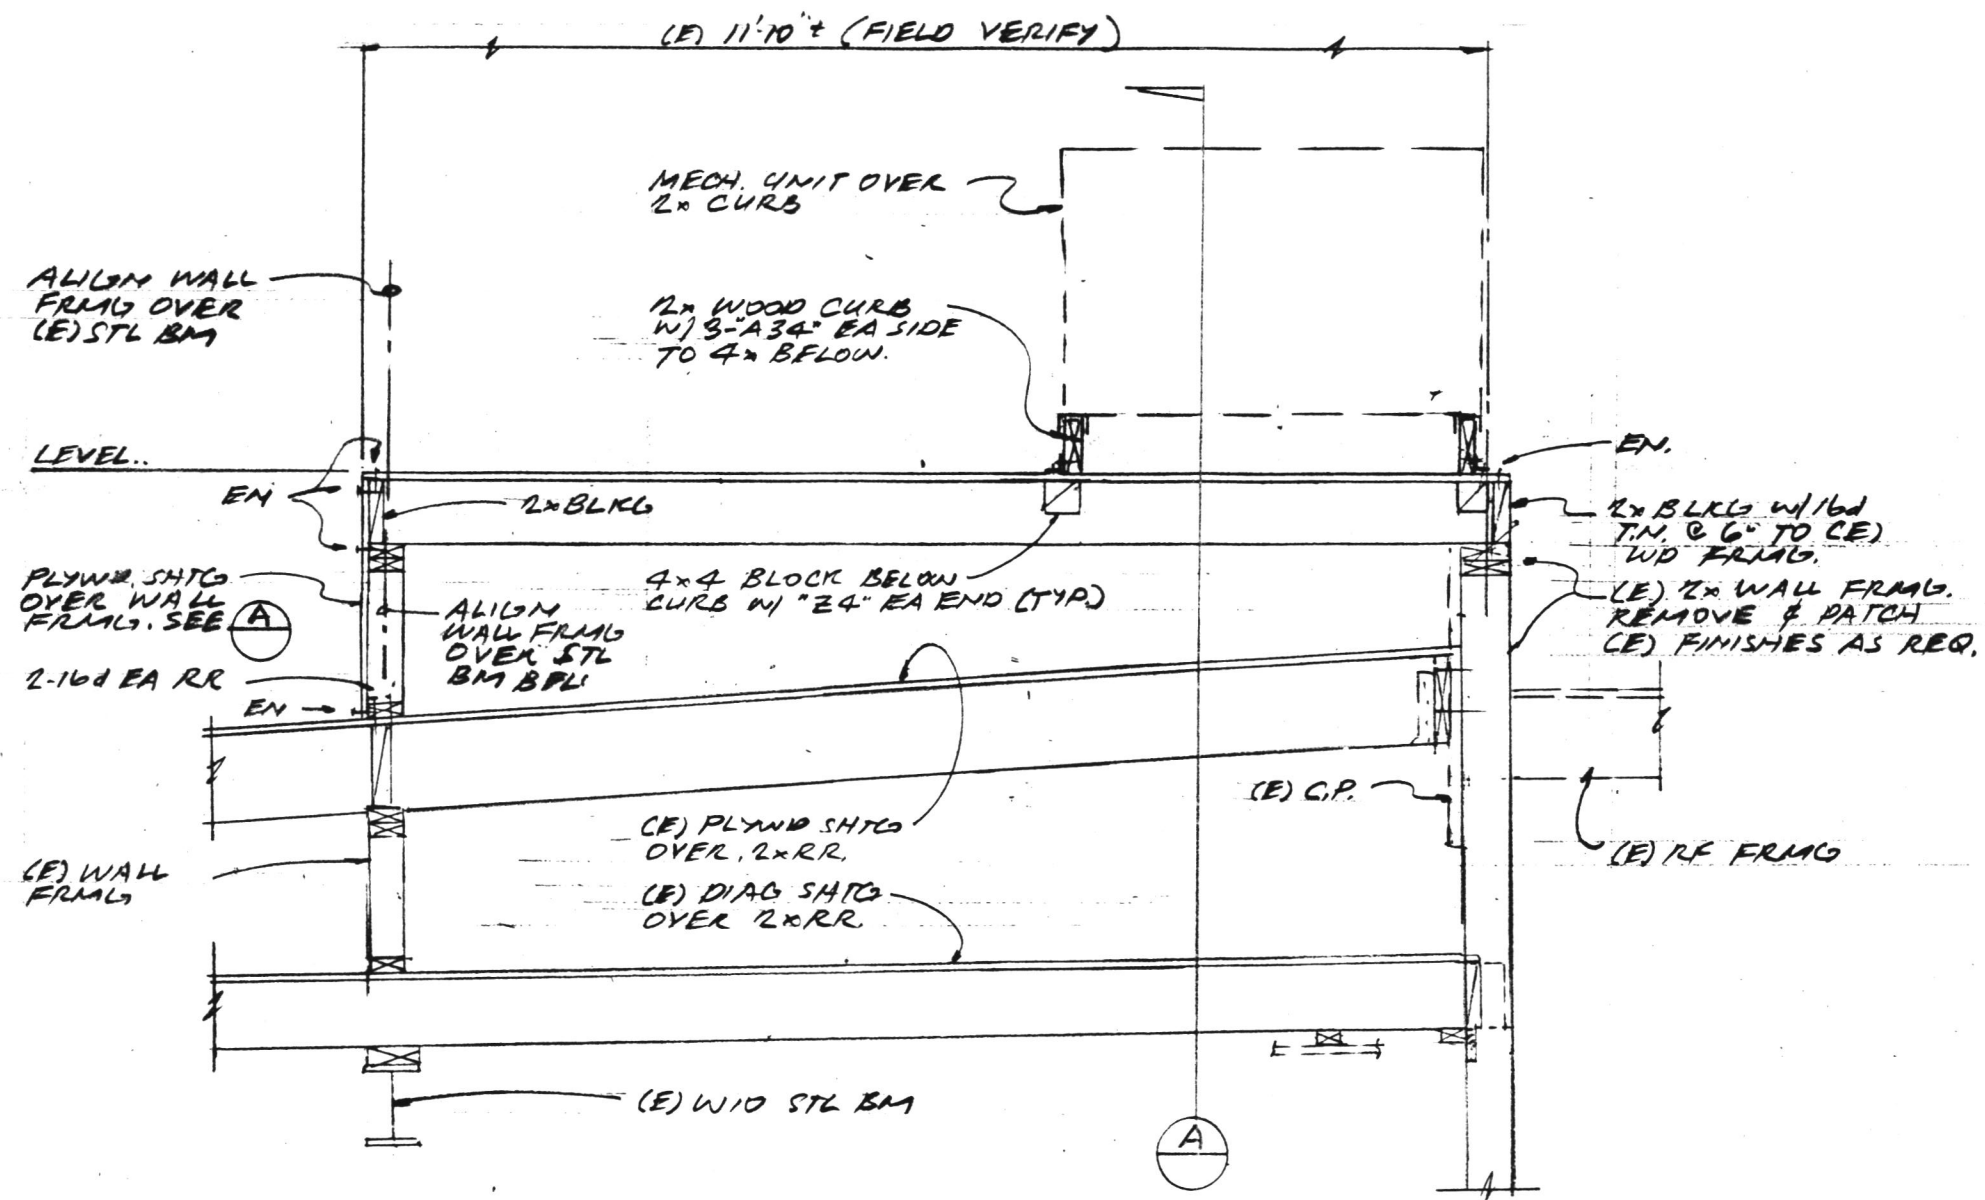 (E) 11'-10" ± (FIELD VERIFY)
MECH. UNIT OVER
2x CURB
ALIGN WALL
FRMG OVER
(E) STL BM
2x WOOD CURB
W/ 3-"A34" EA SIDE
TO 4x BELOW.
LEVEL..
EN.
EN
2x BLKG
2x BLKG W/ 16d
T.N. @ 6" TO (E)
WD FRMG.
PLYWD. SHTG
OVER WALL
FRMG. SEE
A
4x4 BLOCK BELOW
CURB W/ "Z4" EA END (TYP.)
ALIGN
WALL FRMG
OVER STL
BM BEL.
(E) 2x WALL FRMG.
REMOVE & PATCH
(E) FINISHES AS REQ.
2-16d EA RR
EN
(E) C.P.
(E) PLYWD SHTG
OVER 2x RR.
(E) RF FRMG
(E) WALL
FRMG
(E) DIAG SHTG
OVER 2x RR.
(E) W10 STL BM
A